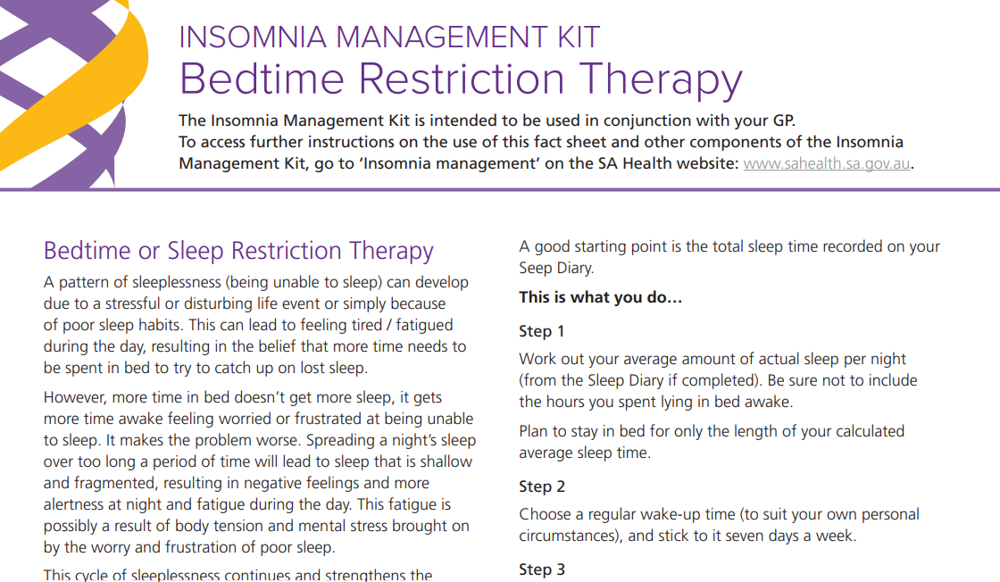 INSOMNIA MANAGEMENT KIT
Bedtime Restriction Therapy
The Insomnia Management Kit is intended to be used in conjunction with your GP.
To access further instructions on the use of this fact sheet and other components of the Insomnia
Management Kit, go to ‘Insomnia management’ on the SA Health website: www.sahealth.sa.gov.au.
Bedtime or Sleep Restriction Therapy
A pattern of sleeplessness (being unable to sleep) can develop
due to a stressful or disturbing life event or simply because
of poor sleep habits. This can lead to feeling tired / fatigued
during the day, resulting in the belief that more time needs to
be spent in bed to try to catch up on lost sleep.
However, more time in bed doesn’t get more sleep, it gets
more time awake feeling worried or frustrated at being unable
to sleep. It makes the problem worse. Spreading a night’s sleep
over too long a period of time will lead to sleep that is shallow
and fragmented, resulting in negative feelings and more
alertness at night and fatigue during the day. This fatigue is
possibly a result of body tension and mental stress brought on
by the worry and frustration of poor sleep.
This cycle of sleeplessness continues and strengthens the
A good starting point is the total sleep time recorded on your
Seep Diary.
This is what you do…
Step 1
Work out your average amount of actual sleep per night
(from the Sleep Diary if completed). Be sure not to include
the hours you spent lying in bed awake.
Plan to stay in bed for only the length of your calculated
average sleep time.
Step 2
Choose a regular wake-up time (to suit your own personal
circumstances), and stick to it seven days a week.
Step 3